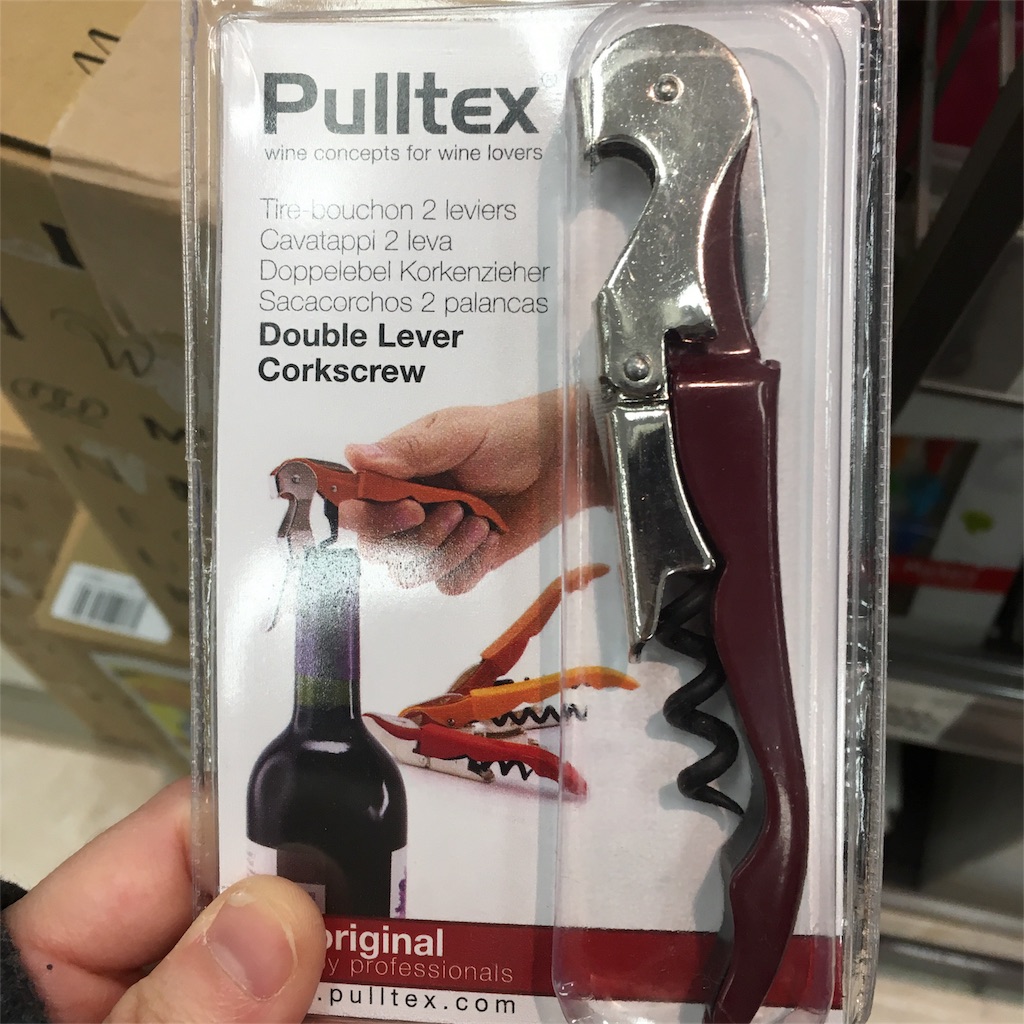 Pulltex®
wine concepts for wine lovers
Tire-bouchon 2 leviers
Cavatappi 2 leva
Doppelebel Korkenzieher
Sacacorchos 2 palancas
Double Lever
Corkscrew
original
y professionals
.pulltex.com